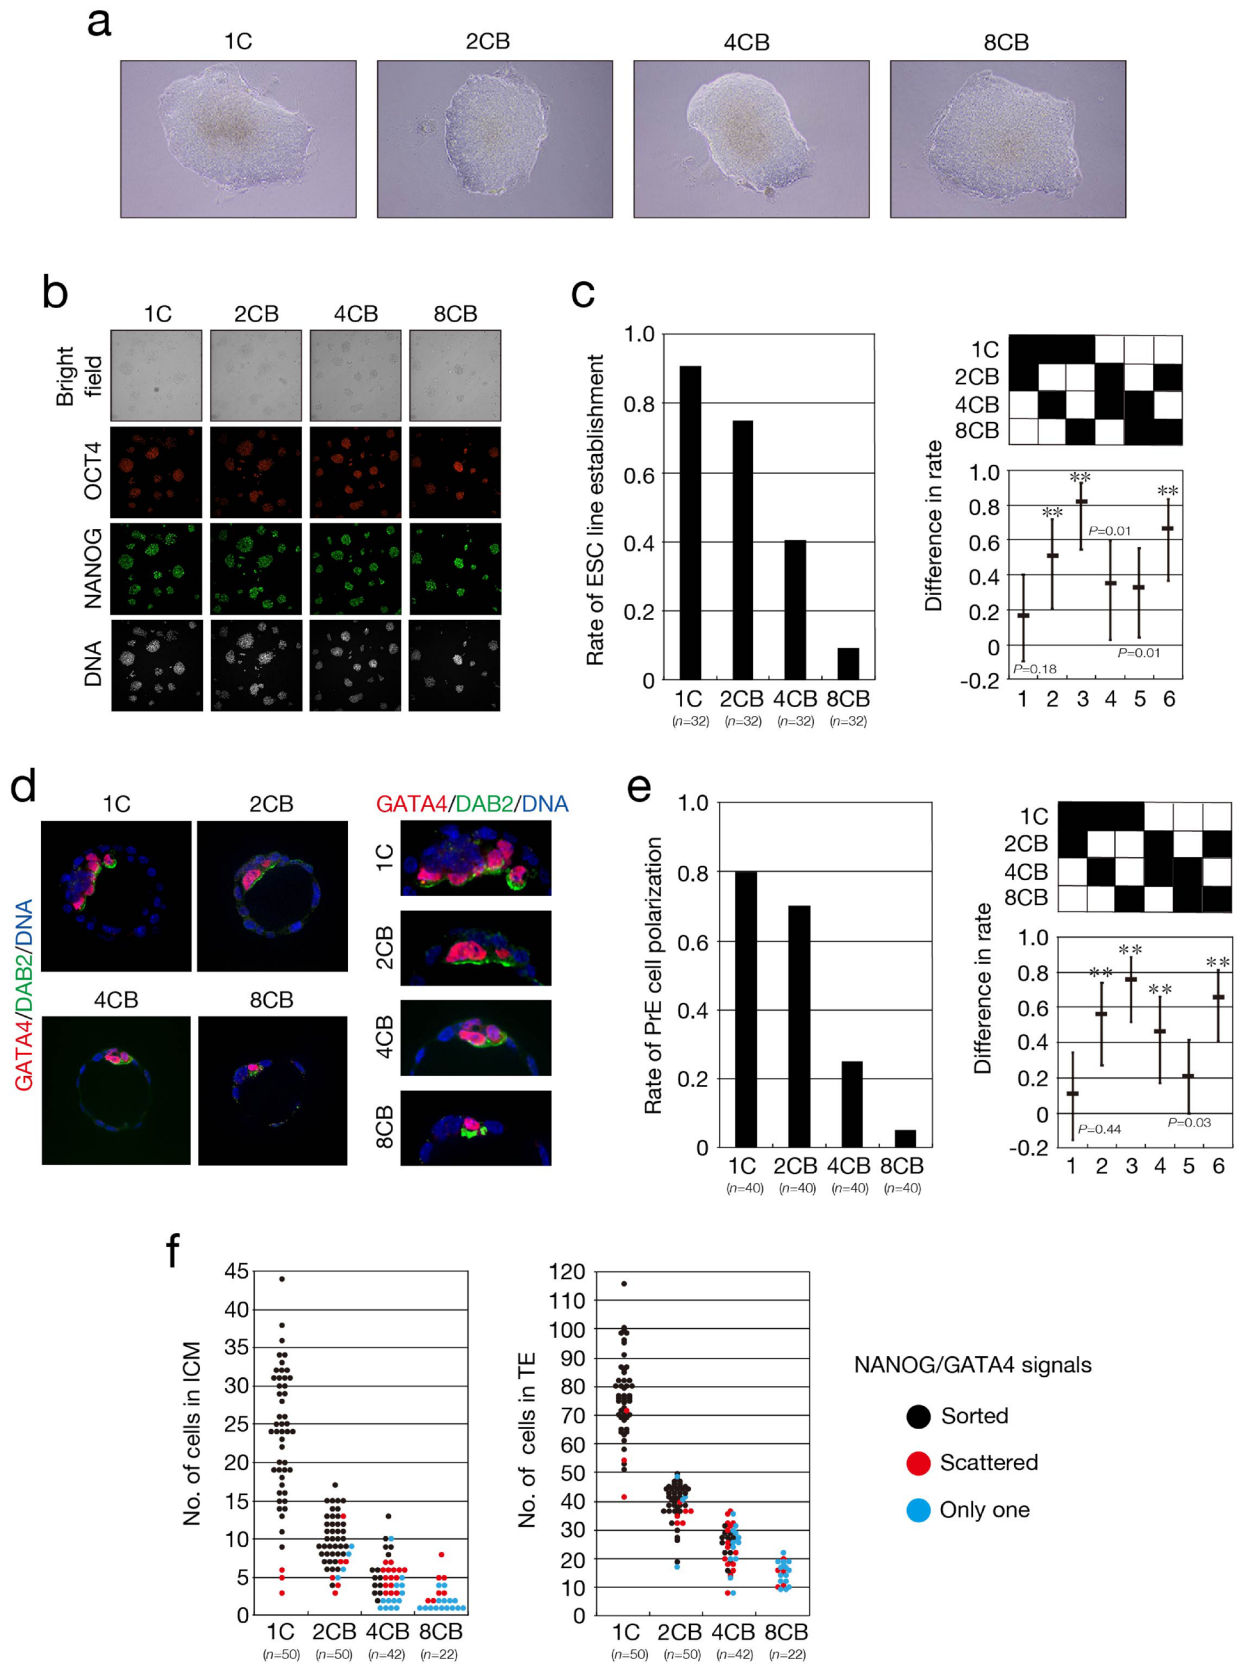 a
1C 2CB 4CB 8CB
b
1C 2CB 4CB 8CB
Bright
field
OCT4
NANOG
DNA
c
Rate of ESC line establishment
1.0
0.8
0.6
0.4
0.2
0
1C 2CB 4CB 8CB
(n=32) (n=32) (n=32) (n=32)
1C
2CB
4CB
8CB
Difference in rate
1.0
0.8
0.6
0.4
0.2
0
-0.2
** ** **
P=0.01
P=0.18
P=0.01
1 2 3 4 5 6
d
1C 2CB
4CB 8CB
GATA4/DAB2/DNA
GATA4/DAB2/DNA
1C
2CB
4CB
8CB
e
Rate of PrE cell polarization
1.0
0.8
0.6
0.4
0.2
0
1C 2CB 4CB 8CB
(n=40) (n=40) (n=40) (n=40)
1C
2CB
4CB
8CB
Difference in rate
1.0
0.8
0.6
0.4
0.2
0
-0.2
** ** ** **
P=0.44
P=0.03
1 2 3 4 5 6
f
No. of cells in ICM
45
40
35
30
25
20
15
10
5
0
1C 2CB 4CB 8CB
(n=50) (n=50) (n=42) (n=22)
No. of cells in TE
120
110
100
90
80
70
60
50
40
30
20
10
0
1C 2CB 4CB 8CB
(n=50) (n=50) (n=42) (n=22)
NANOG/GATA4 signals
Sorted
Scattered
Only one